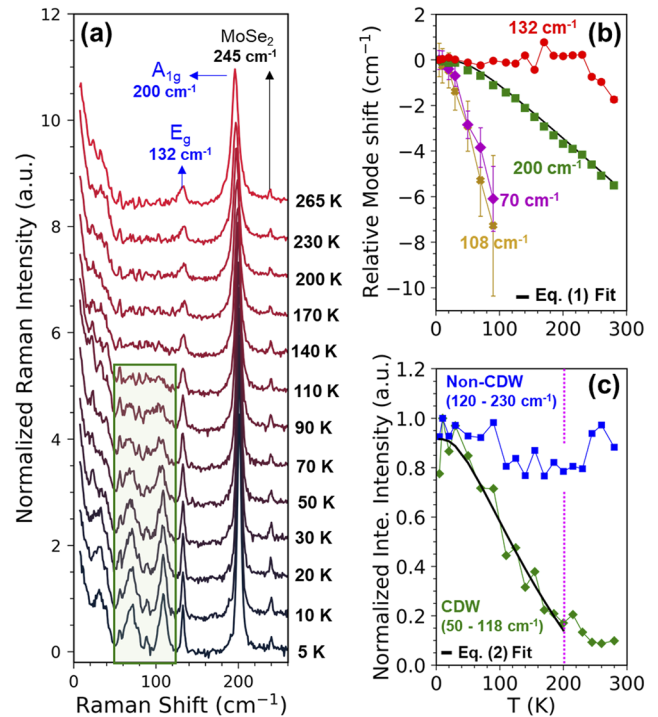 (a)
MoSe₂
245 cm⁻¹
A₁g
200 cm⁻¹
Eg
132 cm⁻¹
265 K
230 K
200 K
170 K
140 K
110 K
90 K
70 K
50 K
30 K
20 K
10 K
5 K
12
10
8
6
4
2
0
Normalized Raman Intensity (a.u.)
0 100 200
Raman Shift (cm⁻¹)
(b)
132 cm⁻¹
200 cm⁻¹
70 cm⁻¹
108 cm⁻¹
Eq. (1) Fit
2
0
−2
−4
−6
−8
−10
Relative Mode shift (cm⁻¹)
0 100 200 300
(c)
Non-CDW
(120 - 230 cm⁻¹)
CDW
(50 - 118 cm⁻¹)
Eq. (2) Fit
1.2
1.0
0.8
0.6
0.4
0.2
0.0
Normalized Inte. Intensity (a.u.)
0 100 200 300
T (K)